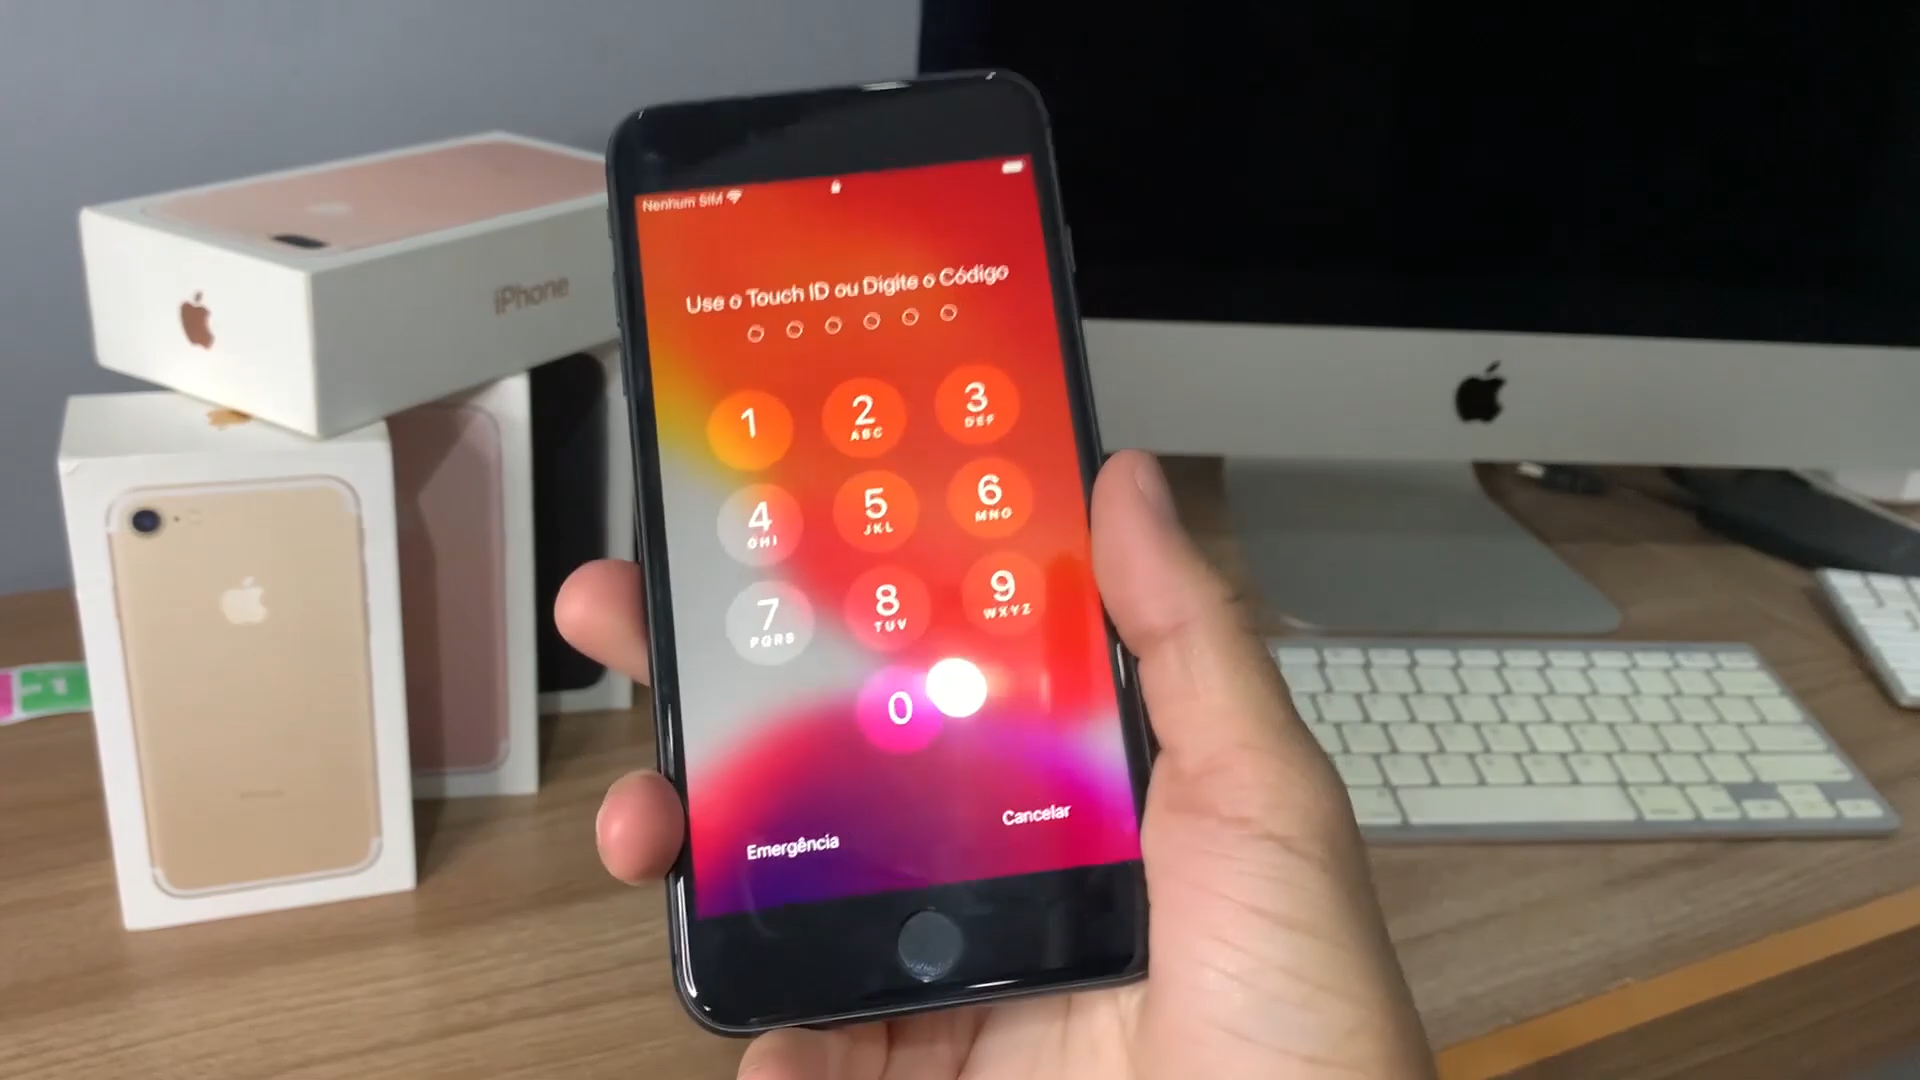 Nenhum SIM
Use o Touch ID ou Digite o Código
1
2
ABC
3
DEF
4
GHI
5
JKL
6
MNO
7
PQRS
8
TUV
9
WXYZ
0
Emergência
Cancelar
iPhone